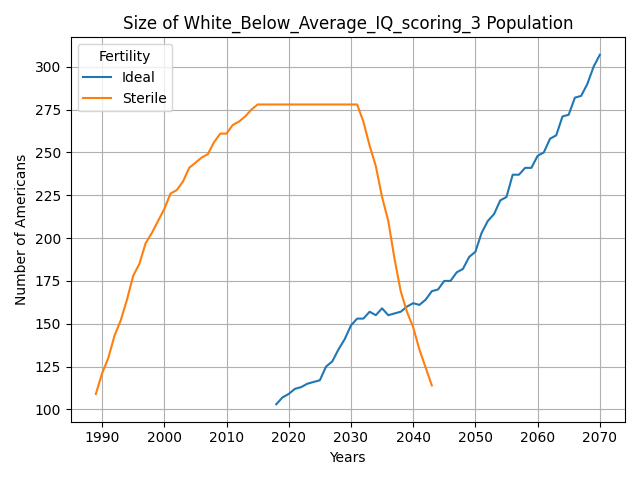 Size of White_Below_Average_IQ_scoring_3 Population
Fertility
Ideal
Sterile
Number of Americans
300
275
250
225
200
175
150
125
100
1990 2000 2010 2020 2030 2040 2050 2060 2070
Years